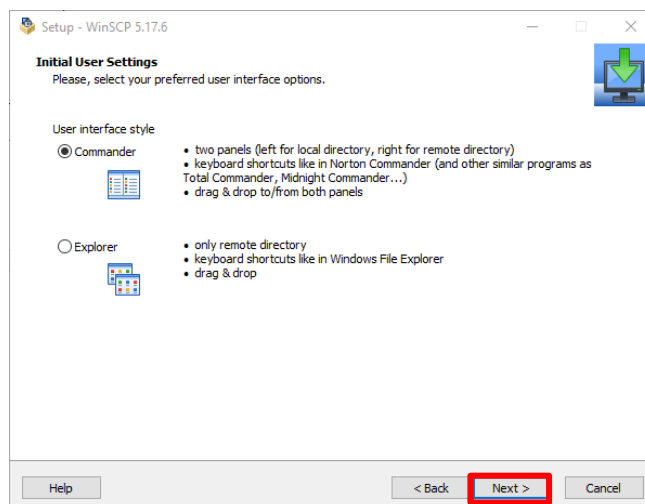 Setup - WinSCP 5.17.6
Initial User Settings
Please, select your preferred user interface options.
User interface style
Commander
• two panels (left for local directory, right for remote directory)
• keyboard shortcuts like in Norton Commander (and other similar programs as
Total Commander, Midnight Commander...)
• drag & drop to/from both panels
Explorer
• only remote directory
• keyboard shortcuts like in Windows File Explorer
• drag & drop
Help
< Back
Next >
Cancel